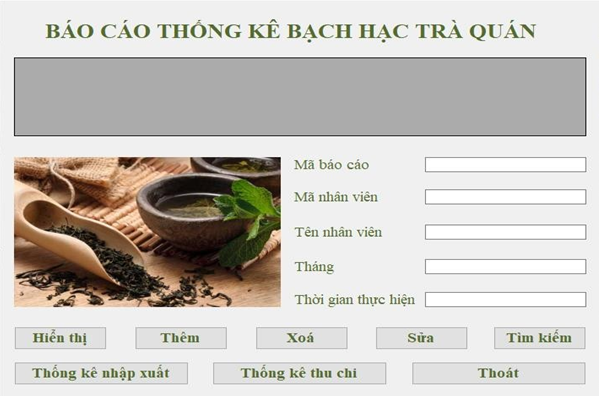 BÁO CÁO THỐNG KÊ BẠCH HẠC TRÀ QUÁN
Mã báo cáo
Mã nhân viên
Tên nhân viên
Tháng
Thời gian thực hiện
Hiển thị
Thêm
Xoá
Sửa
Tìm kiếm
Thống kê nhập xuất
Thống kê thu chi
Thoát